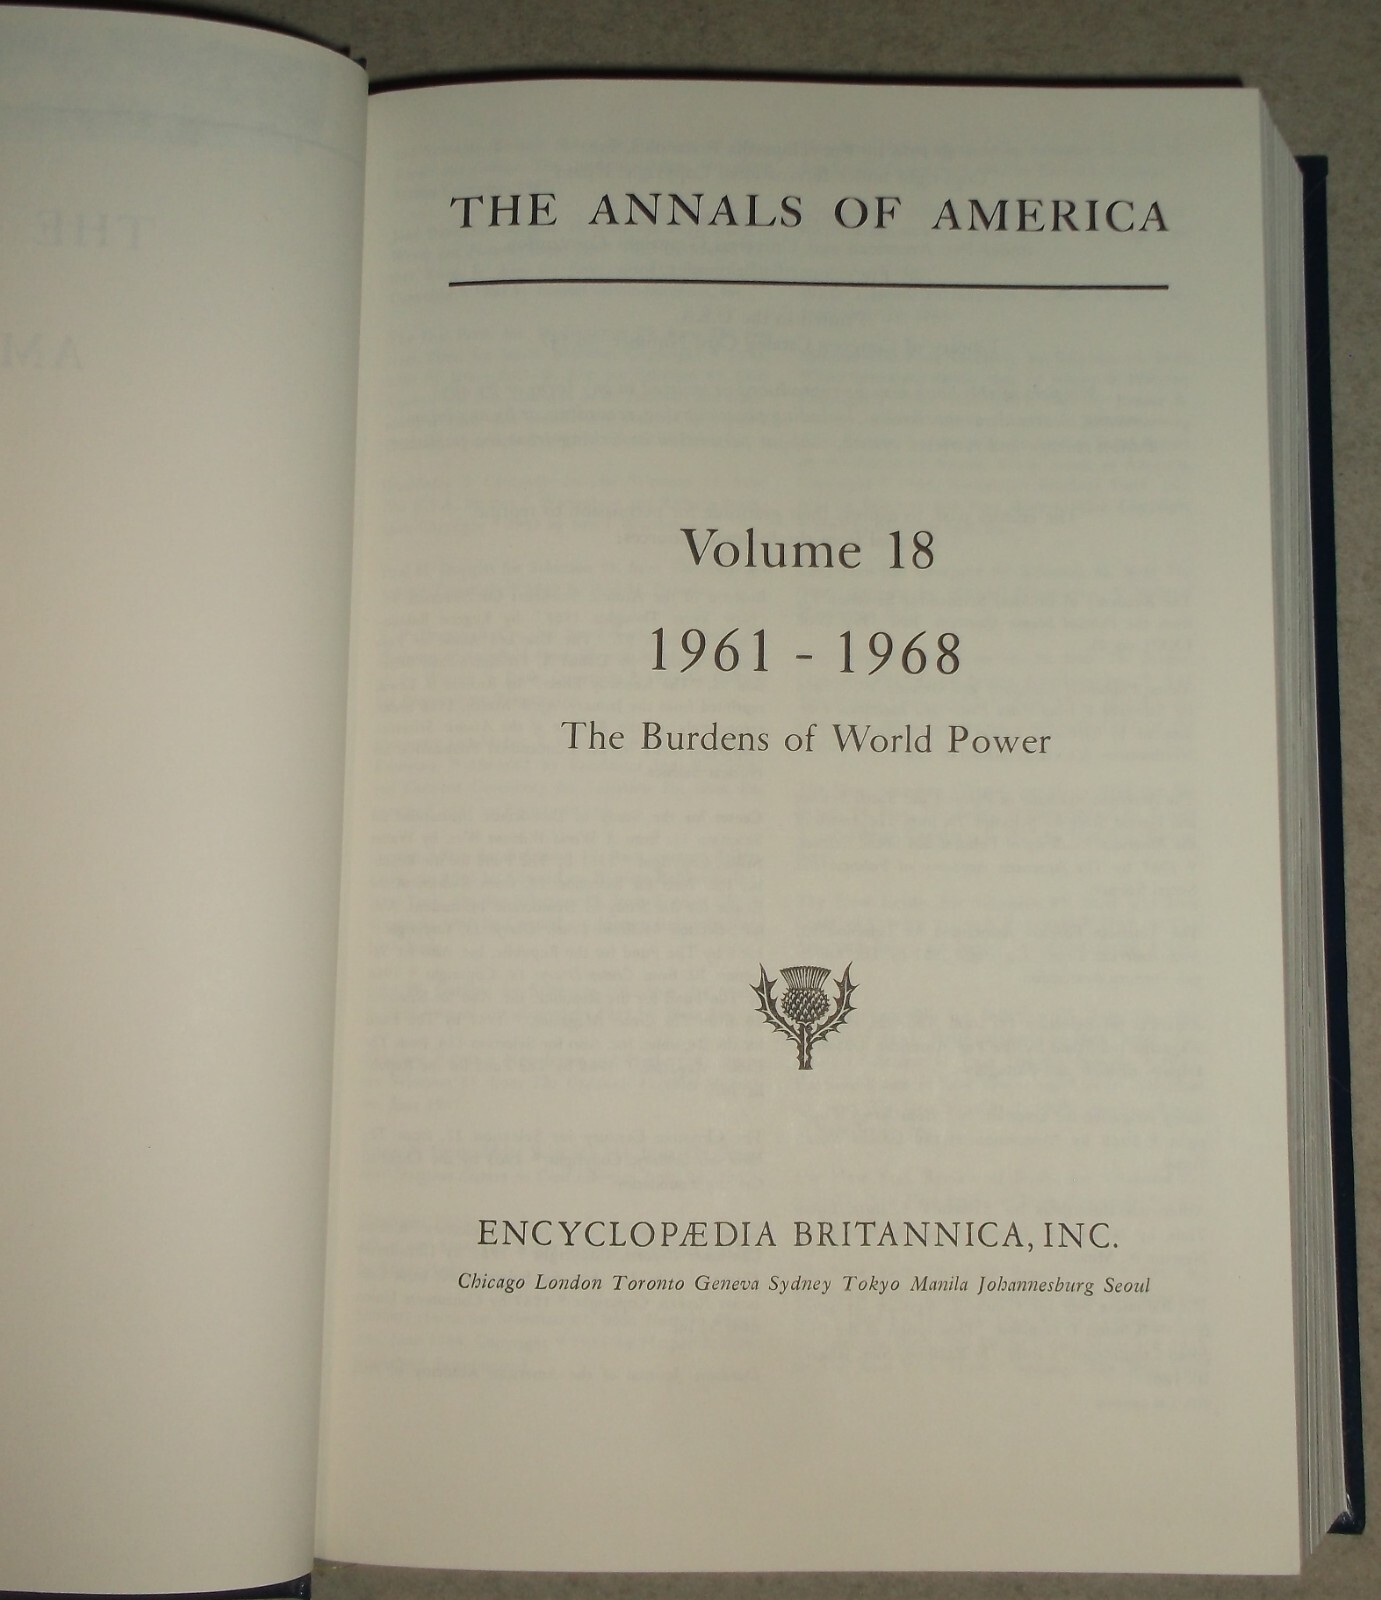 THE ANNALS OF AMERICA
Volume 18
1961 - 1968
The Burdens of World Power
ENCYCLOPÆDIA BRITANNICA, INC.
Chicago London Toronto Geneva Sydney Tokyo Manila Johannesburg Seoul